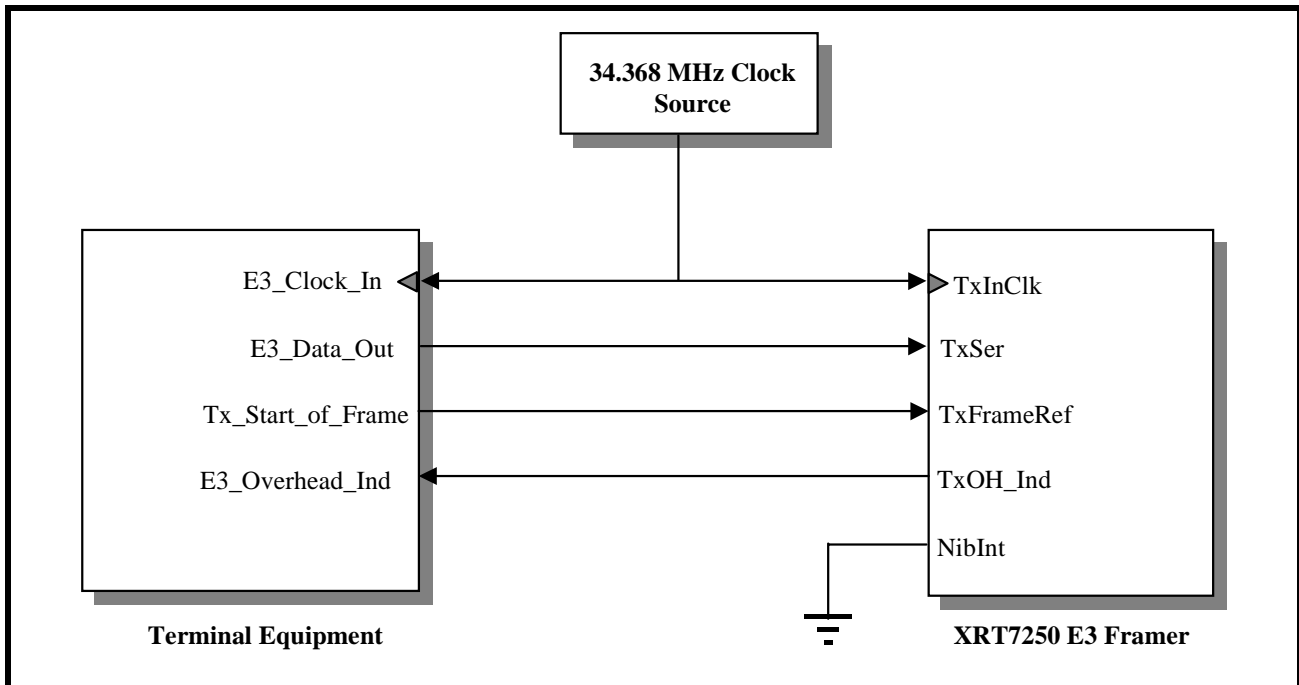 34.368 MHz Clock
Source
E3_Clock_In
TxInClk
E3_Data_Out
TxSer
Tx_Start_of_Frame
TxFrameRef
E3_Overhead_Ind
TxOH_Ind
NibInt
Terminal Equipment
XRT7250 E3 Framer